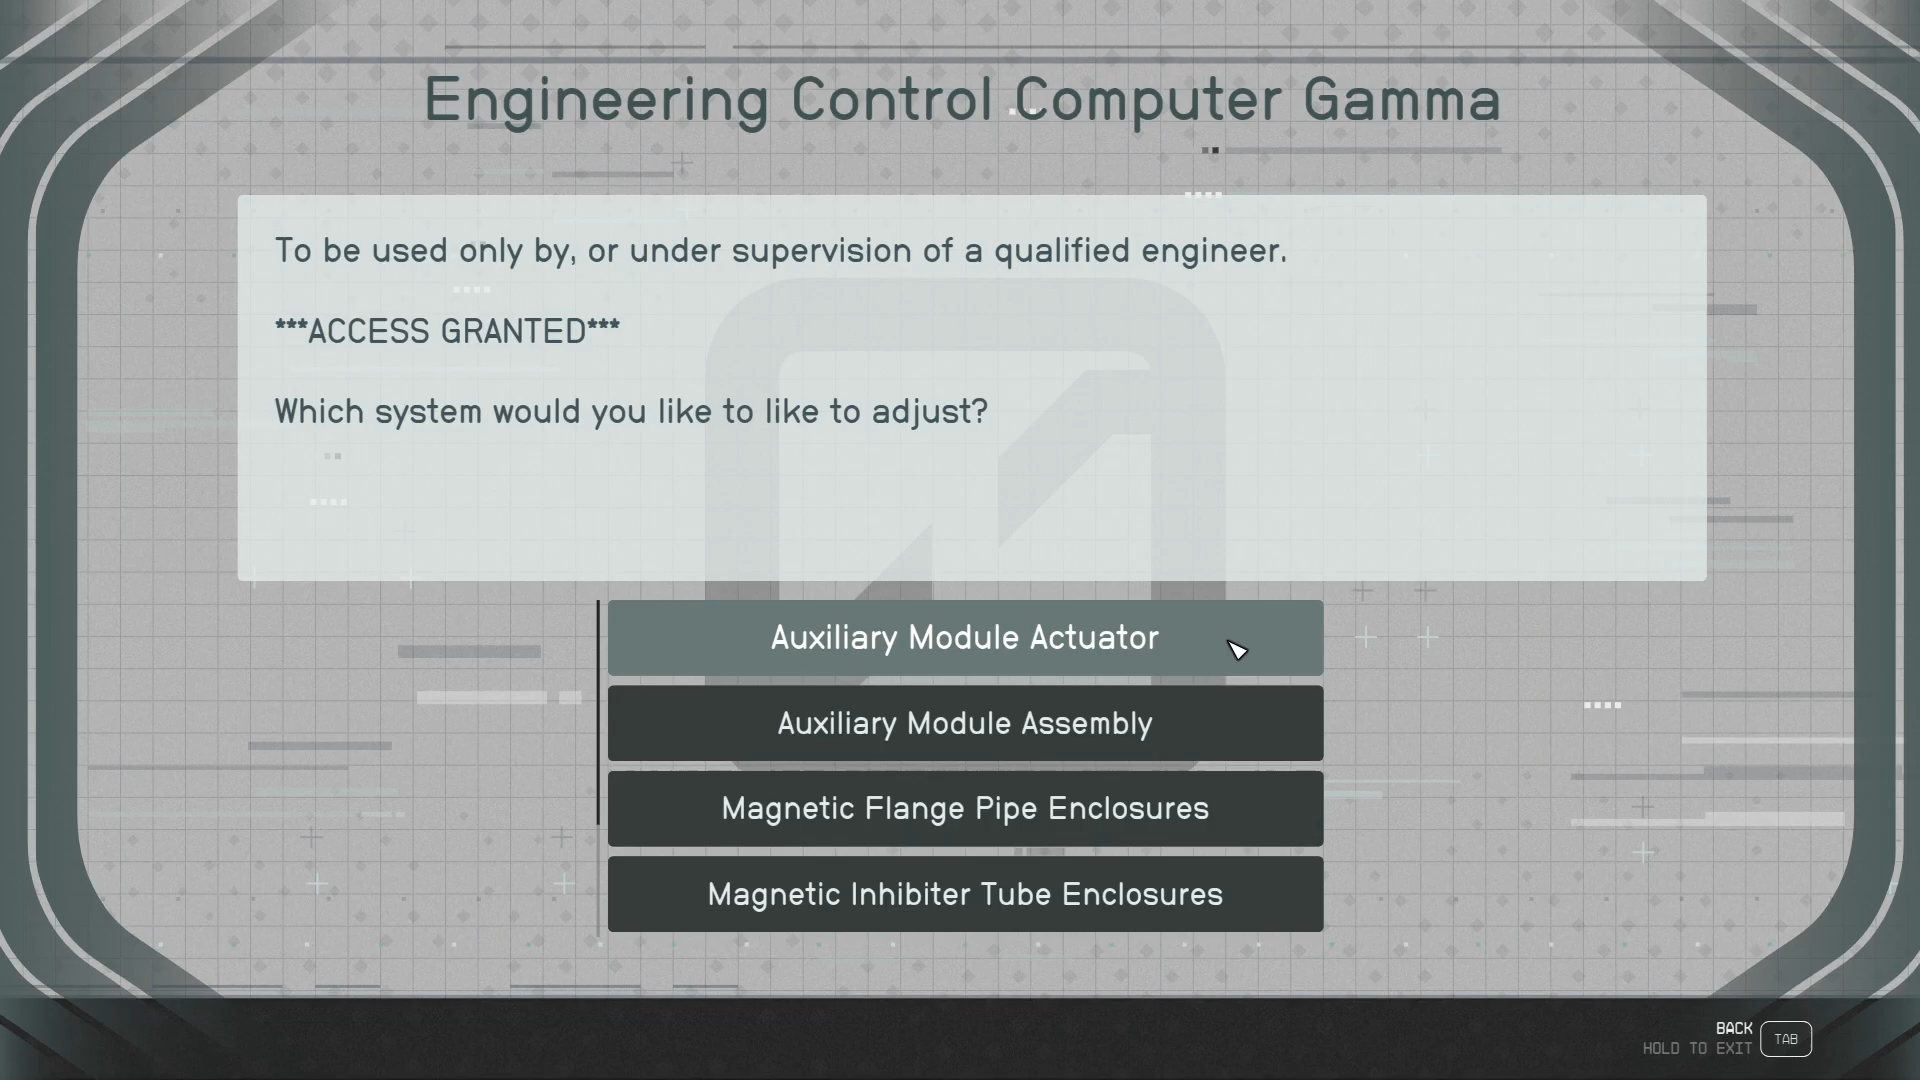 Engineering Control Computer Gamma
To be used only by, or under supervision of a qualified engineer.
***ACCESS GRANTED***
Which system would you like to like to adjust?
Auxiliary Module Actuator
Auxiliary Module Assembly
Magnetic Flange Pipe Enclosures
Magnetic Inhibiter Tube Enclosures
BACK
HOLD TO EXIT
TAB